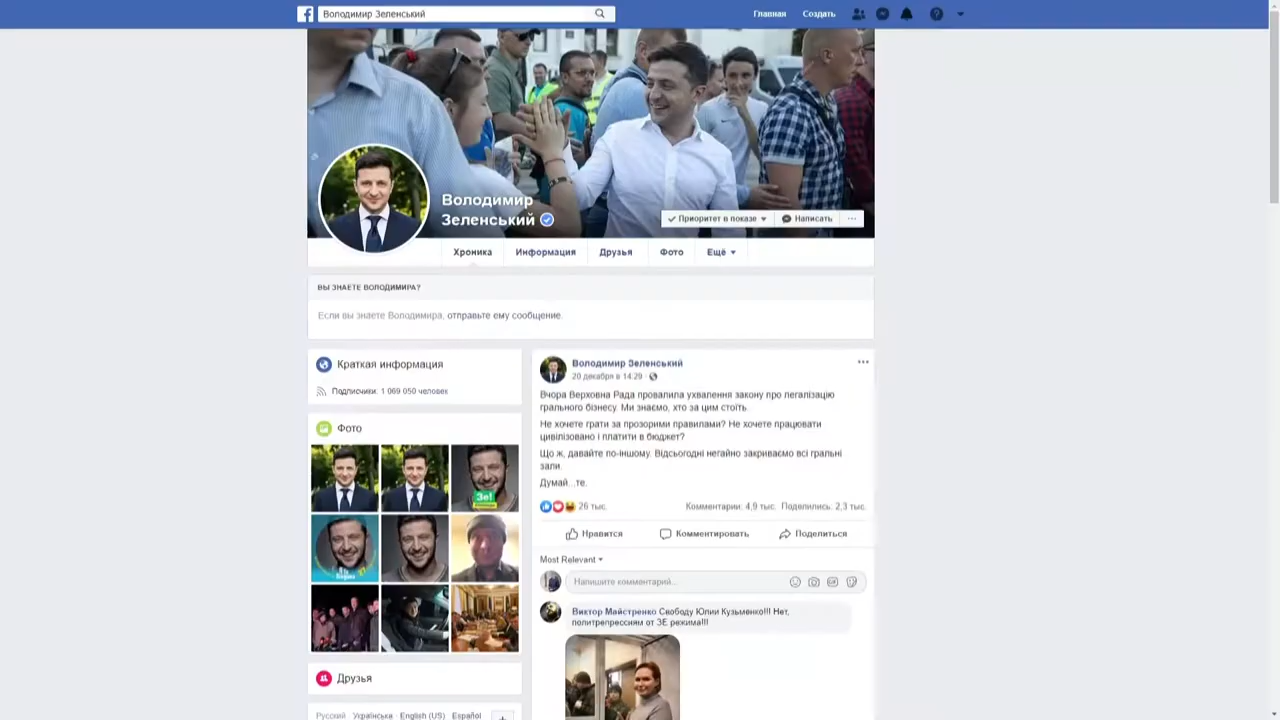 Володимир Зеленський
Главная
Создать
Володимир
Зеленський
Приоритет в показе
Написать
Хроника
Информация
Друзья
Фото
Ещё
ВЫ ЗНАЕТЕ ВОЛОДИМИРА?
Если вы знаете Володимира, отправьте ему сообщение.
Краткая информация
Подписчики: 1 069 050 человек
Фото
Зе!
Друзья
Русский · Українська · English (US) · Español
Володимир Зеленський
20 декабря в 14:29 ·
Вчора Верховна Рада провалила ухвалення закону про легалізацію
грального бізнесу. Ми знаємо, хто за цим стоїть.
Не хочете грати за прозорими правилами? Не хочете працювати
цивілізовано і платити в бюджет?
Що ж, давайте по-іншому. Відсьогодні негайно закриваємо всі гральні
зали.
Думай...те.
26 тыс.
Комментарии: 4,9 тыс. Поделились: 2,3 тыс.
Нравится
Комментировать
Поделиться
Most Relevant
Напишите комментарий...
Виктор Майстренко Свободу Юлии Кузьменко!!! Нет,
политрепрессиям от ЗЕ режима!!!